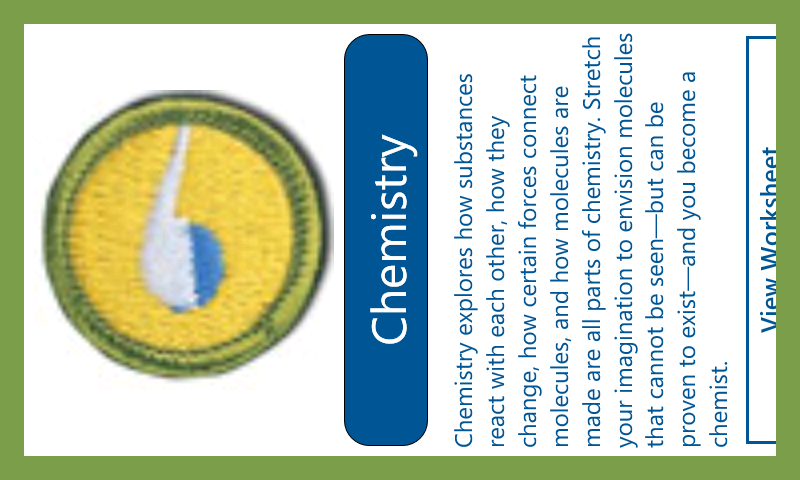 Chemistry
Chemistry explores how substances
react with each other, how they
change, how certain forces connect
molecules, and how molecules are
made are all parts of chemistry. Stretch
your imagination to envision molecules
that cannot be seen—but can be
proven to exist—and you become a
chemist.
View Worksheet